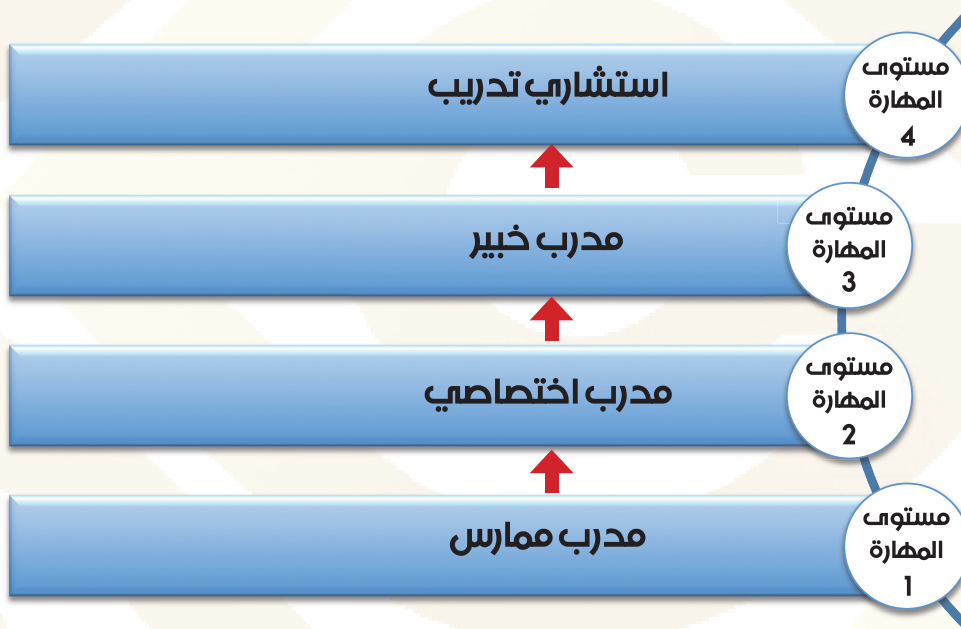 مستوى
المهارة
4
استشاري تدريب
مستوى
المهارة
3
مدرب خبير
مستوى
المهارة
2
مدرب اختصاصي
مستوى
المهارة
1
مدرب ممارس